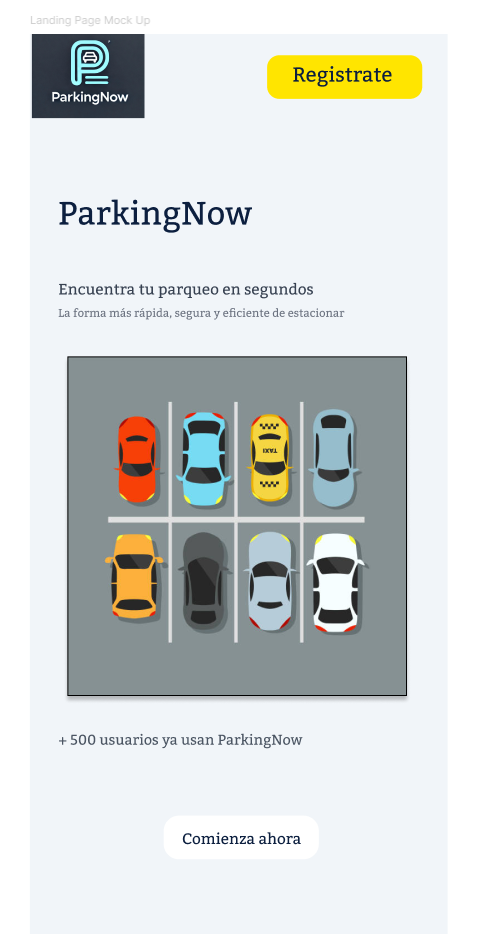 Landing Page Mock Up
ParkingNow
Registrate
ParkingNow
Encuentra tu parqueo en segundos
La forma más rápida, segura y eficiente de estacionar
TAXI
+ 500 usuarios ya usan ParkingNow
Comienza ahora